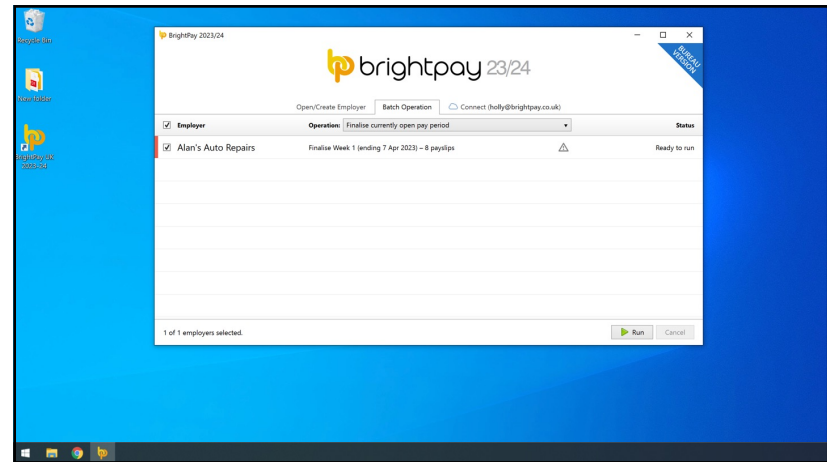 Recycle Bin
New folder
BrightPay UK
2023-24
BrightPay 2023/24
BUREAU
VERSION
bp brightpay 23/24
Open/Create Employer Batch Operation Connect (holly@brightpay.co.uk)
Employer Operation: Finalise currently open pay period Status
Alan's Auto Repairs Finalise Week 1 (ending 7 Apr 2023) – 8 payslips Ready to run
1 of 1 employers selected. Run Cancel